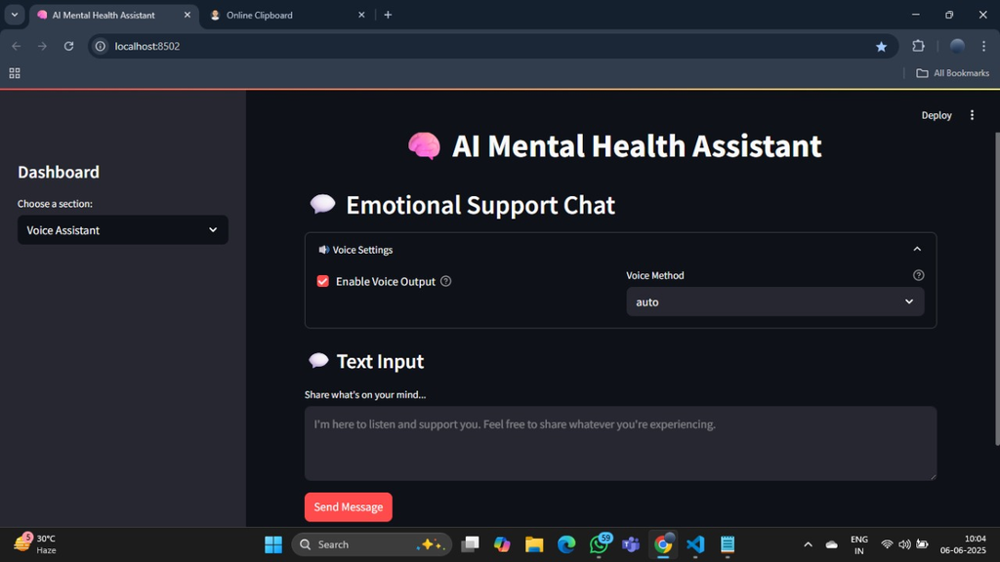 AI Mental Health Assistant
Online Clipboard
localhost:8502
All Bookmarks
Deploy
Dashboard
Choose a section:
Voice Assistant
AI Mental Health Assistant
Emotional Support Chat
Voice Settings
Enable Voice Output
Voice Method
auto
Text Input
Share what's on your mind...
I'm here to listen and support you. Feel free to share whatever you're experiencing.
Send Message
5
30°C
Haze
Search
59
ENG
IN
10:04
06-06-2025